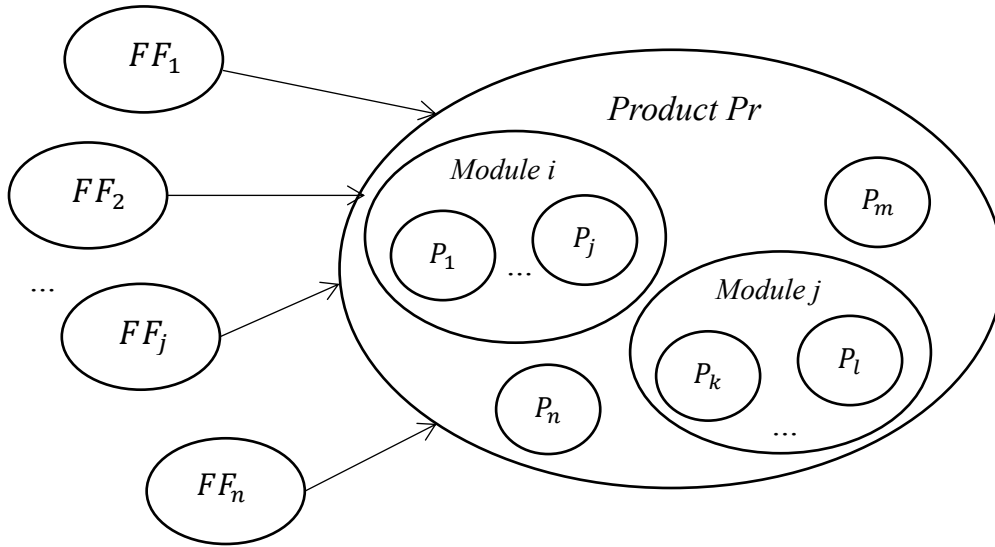 FF₁
Product Pr
Module i
FF₂
P₁
...
Pⱼ
Pₘ
...
FFⱼ
Module j
Pₖ
Pₗ
...
Pₙ
FFₙ